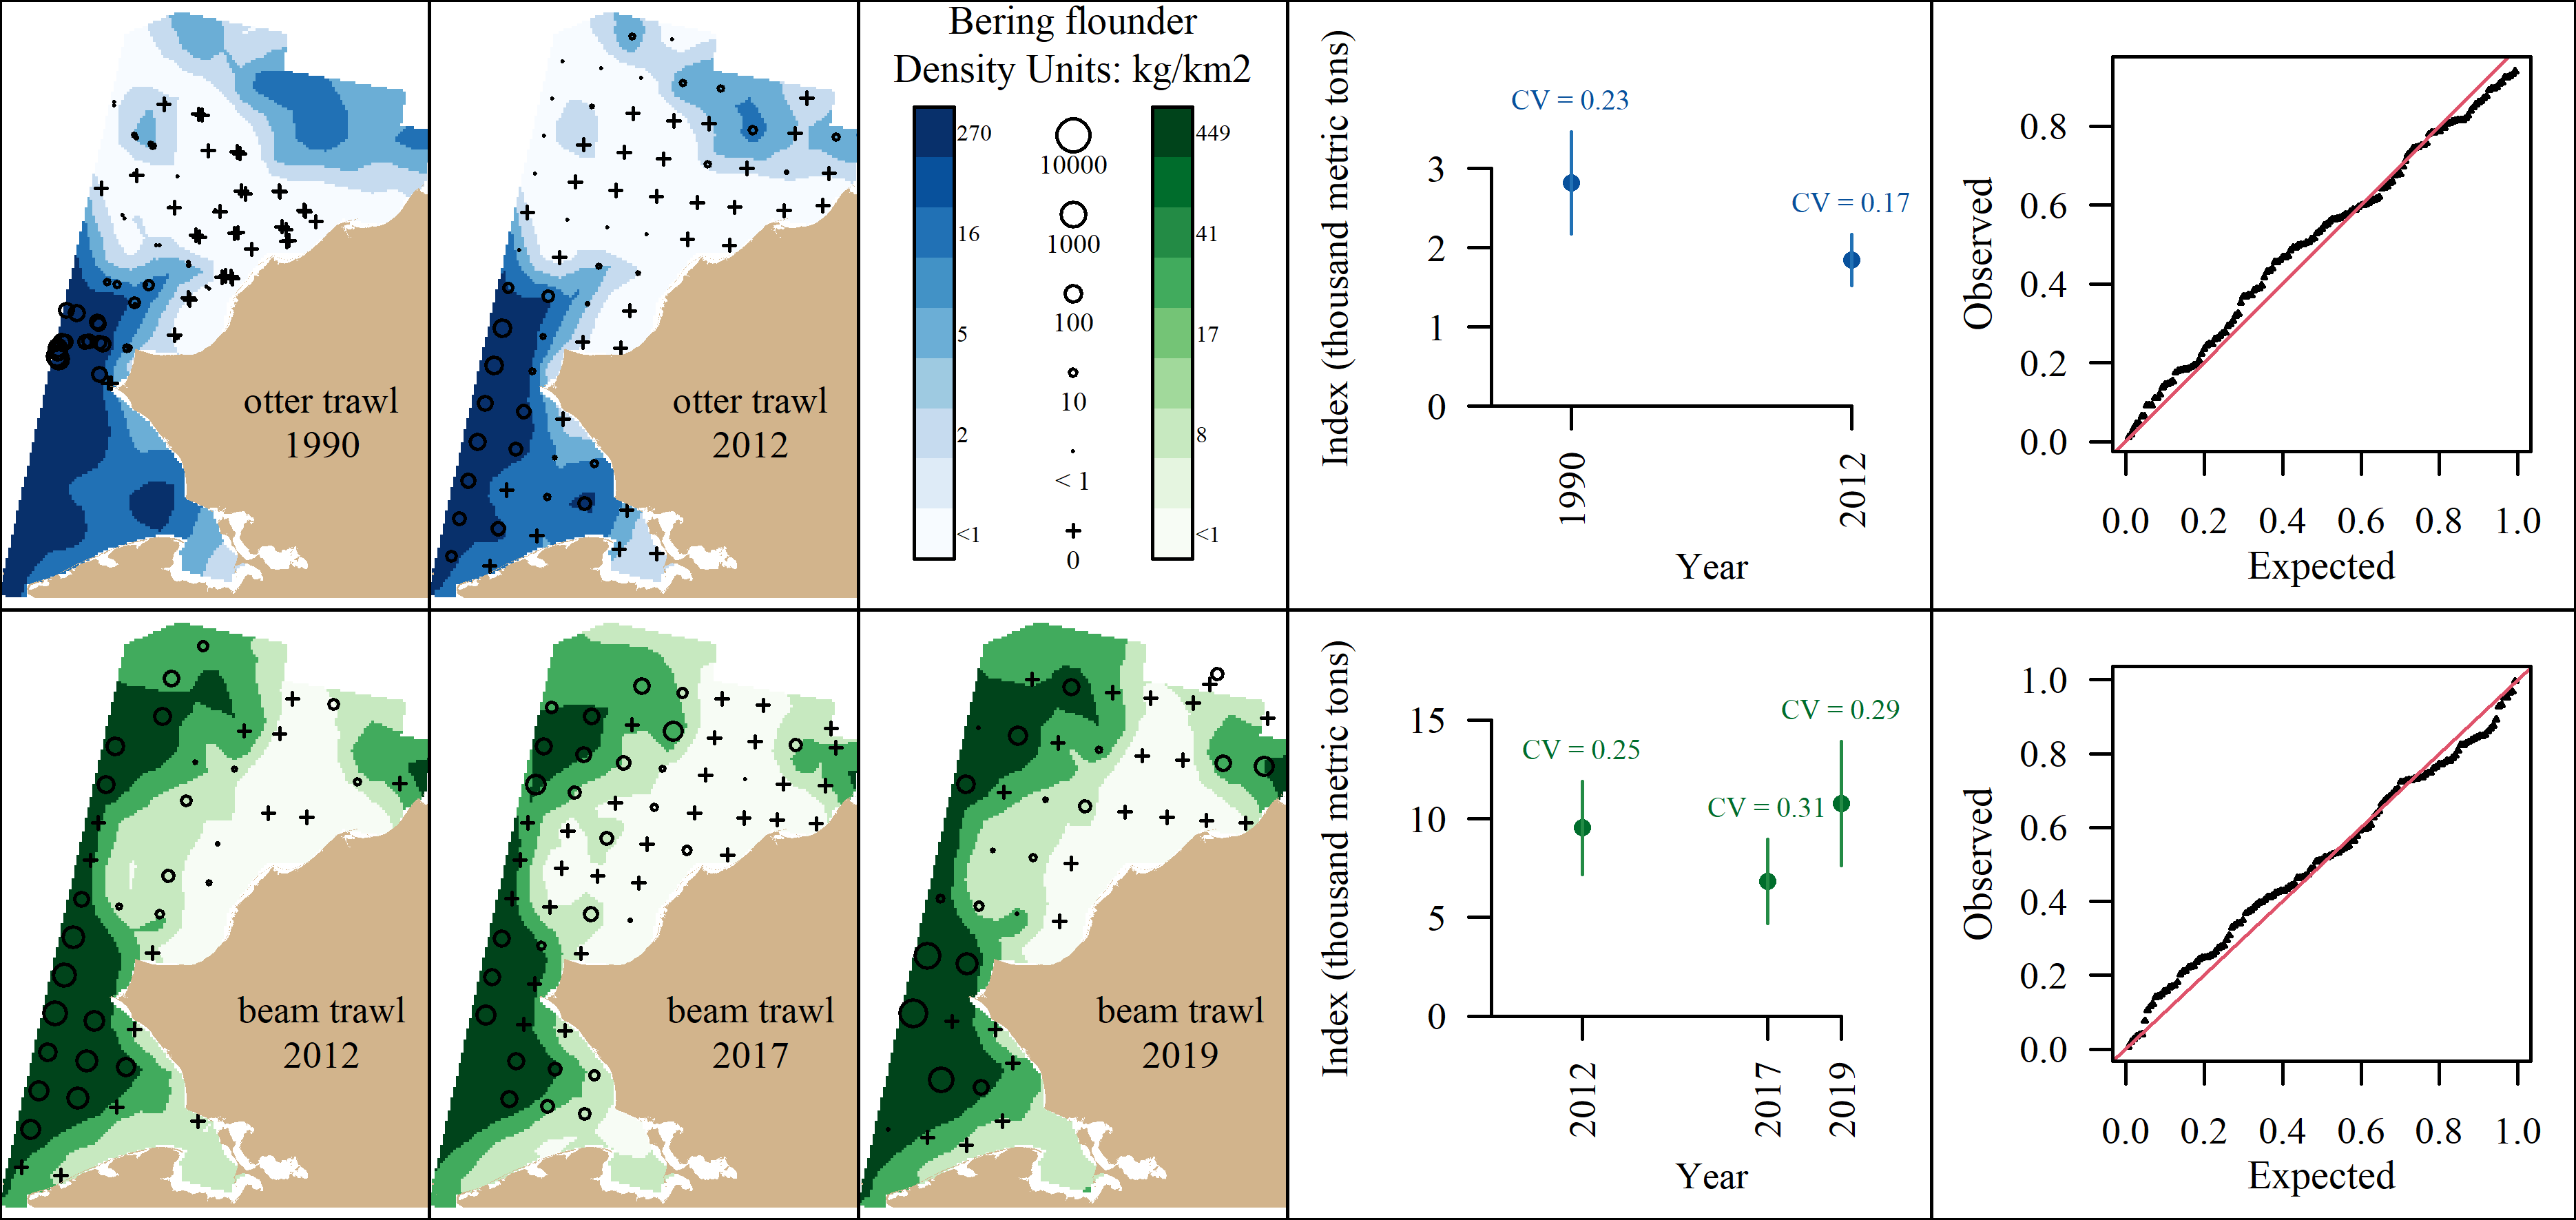 otter trawl
1990
otter trawl
2012
Bering flounder
Density Units: kg/km2
270
16
5
2
<1
10000
1000
100
10
< 1
0
449
41
17
8
<1
Index (thousand metric tons)
3
2
1
0
CV = 0.23
CV = 0.17
1990
2012
Year
Observed
0.8
0.6
0.4
0.2
0.0
0.0 0.2 0.4 0.6 0.8 1.0
Expected
beam trawl
2012
beam trawl
2017
beam trawl
2019
Index (thousand metric tons)
15
10
5
0
CV = 0.25
CV = 0.31
CV = 0.29
2012
2017
2019
Year
Observed
1.0
0.8
0.6
0.4
0.2
0.0
0.0 0.2 0.4 0.6 0.8 1.0
Expected